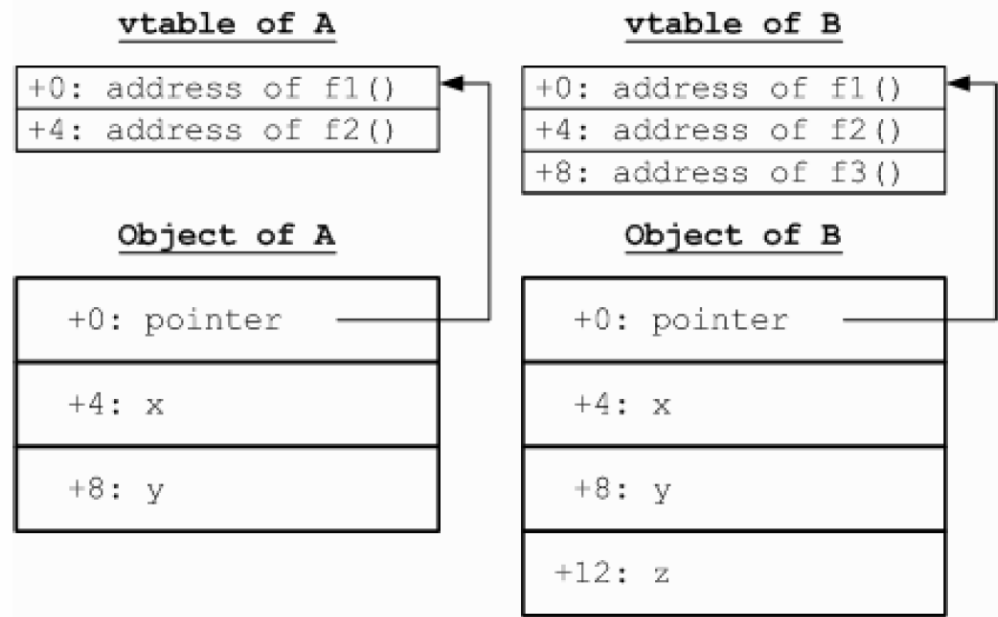 vtable of A
+0: address of f1()
+4: address of f2()
Object of A
+0: pointer
+4: x
+8: y
vtable of B
+0: address of f1()
+4: address of f2()
+8: address of f3()
Object of B
+0: pointer
+4: x
+8: y
+12: z